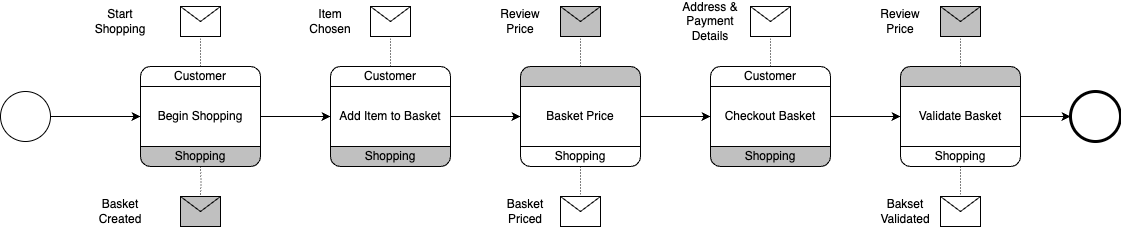 Start
Shopping
Item
Chosen
Review
Price
Address &
Payment
Details
Review
Price
Customer
Customer
Customer
Begin Shopping
Add Item to Basket
Basket Price
Checkout Basket
Validate Basket
Shopping
Shopping
Shopping
Shopping
Shopping
Basket
Created
Basket
Priced
Bakset
Validated